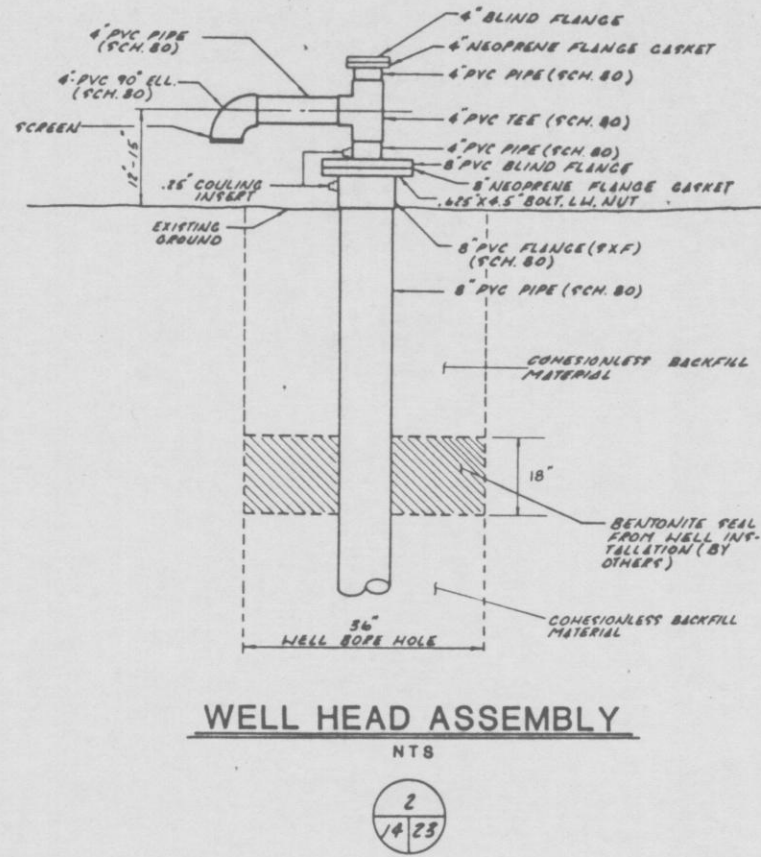 4" BLIND FLANGE
4" NEOPRENE FLANGE GASKET
4" PVC PIPE
(SCH. 80)
4" PVC PIPE (SCH. 80)
4" PVC 90° ELL.
(SCH. 80)
SCREEN
4" PVC TEE (SCH. 80)
12"-15"
4" PVC PIPE (SCH. 80)
8" PVC BLIND FLANGE
8" NEOPRENE FLANGE GASKET
.25" COULING
INSERT
.625" X 4.5" BOLT, L.W. NUT
EXISTING
GROUND
8" PVC FLANGE (SXF)
(SCH. 80)
8" PVC PIPE (SCH. 80)
COHESIONLESS BACKFILL
MATERIAL
18"
BENTONITE SEAL
FROM WELL INS-
TALLATION (BY
OTHERS)
COHESIONLESS BACKFILL
MATERIAL
36"
WELL BORE HOLE
WELL HEAD ASSEMBLY
NTS
2
14 23